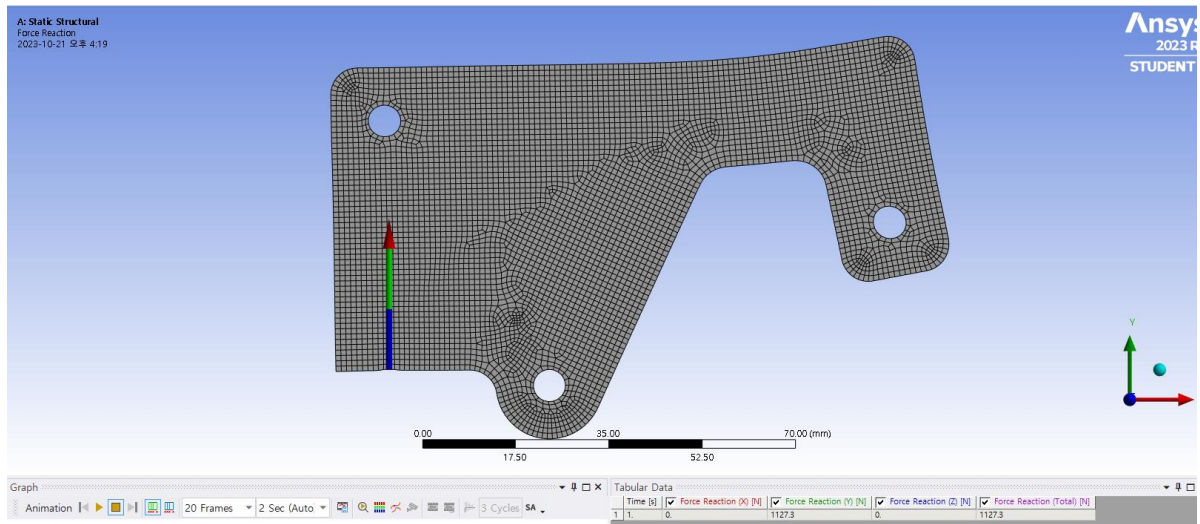 A: Static Structural
Force Reaction
2023-10-21 오후 4:19
Ansys
2023 R
STUDENT
Y
0.00 35.00 70.00 (mm)
17.50 52.50
Graph
Animation 20 Frames 2 Sec (Auto 3 Cycles SA
Tabular Data
Time [s] Force Reaction (X) [N] Force Reaction (Y) [N] Force Reaction (Z) [N] Force Reaction (Total) [N]
1 1. 0. 1127.3 0. 1127.3